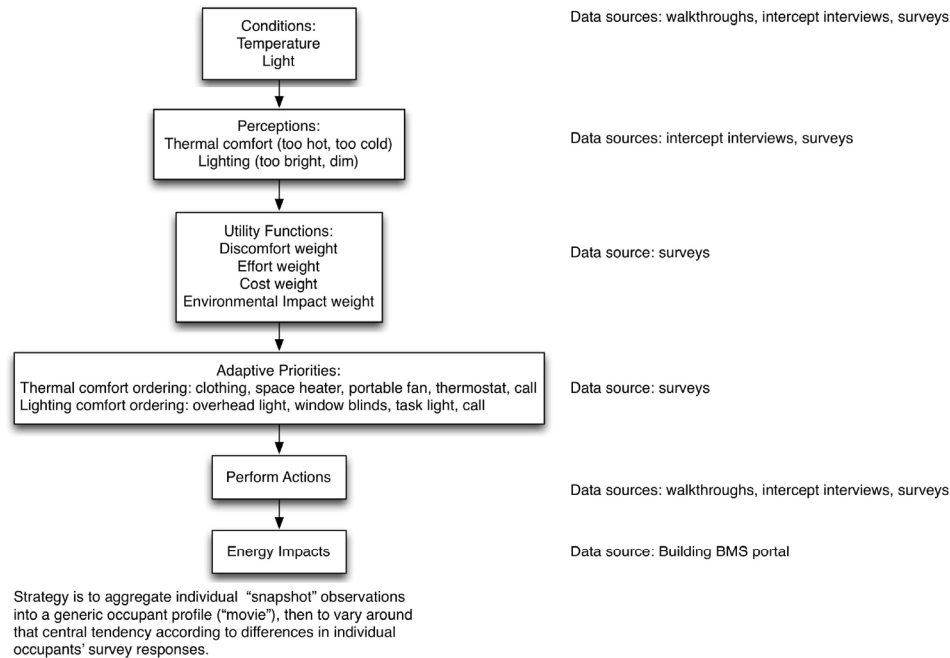 Conditions:
Temperature
Light
Data sources: walkthroughs, intercept interviews, surveys
Perceptions:
Thermal comfort (too hot, too cold)
Lighting (too bright, dim)
Data sources: intercept interviews, surveys
Utility Functions:
Discomfort weight
Effort weight
Cost weight
Environmental Impact weight
Data source: surveys
Adaptive Priorities:
Thermal comfort ordering: clothing, space heater, portable fan, thermostat, call
Lighting comfort ordering: overhead light, window blinds, task light, call
Data source: surveys
Perform Actions
Data sources: walkthroughs, intercept interviews, surveys
Energy Impacts
Data source: Building BMS portal
Strategy is to aggregate individual “snapshot” observations
into a generic occupant profile (“movie”), then to vary around
that central tendency according to differences in individual
occupants’ survey responses.